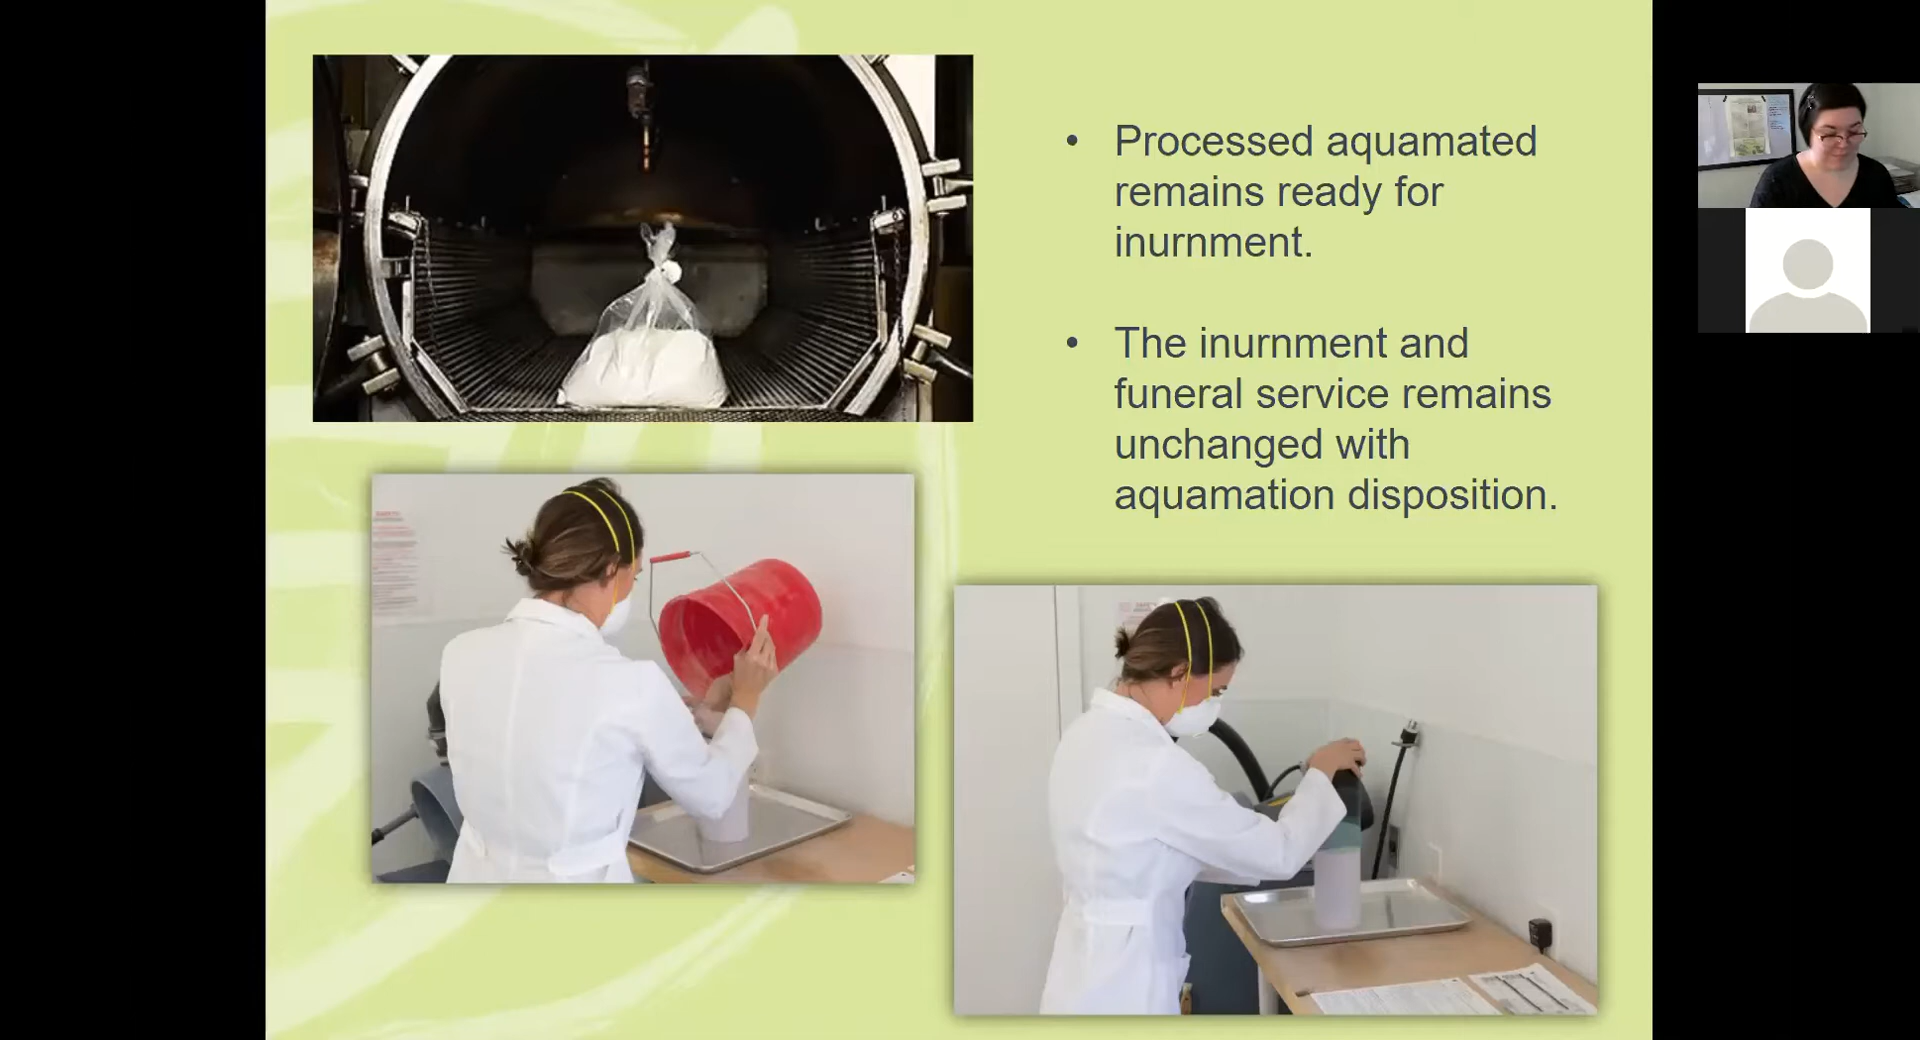 • Processed aquamated
remains ready for
inurnment.
• The inurnment and
funeral service remains
unchanged with
aquamation disposition.